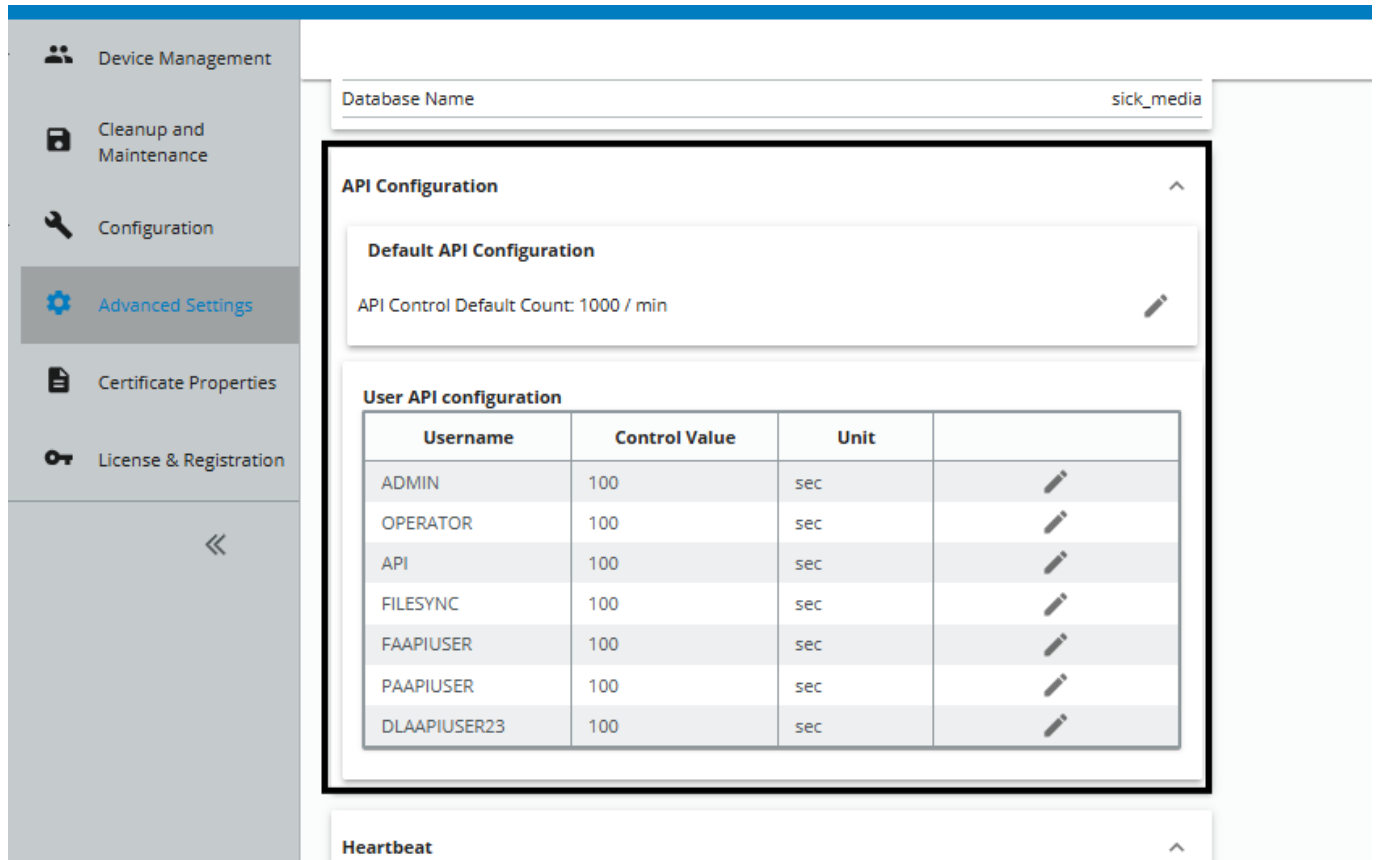 Device Management
Cleanup and
Maintenance
Configuration
Advanced Settings
Certificate Properties
License & Registration
Database Name sick_media
API Configuration
Default API Configuration
API Control Default Count: 1000 / min
User API configuration
Username Control Value Unit
ADMIN 100 sec
OPERATOR 100 sec
API 100 sec
FILESYNC 100 sec
FAAPIUSER 100 sec
PAAPIUSER 100 sec
DLAAPIUSER23 100 sec
Heartbeat